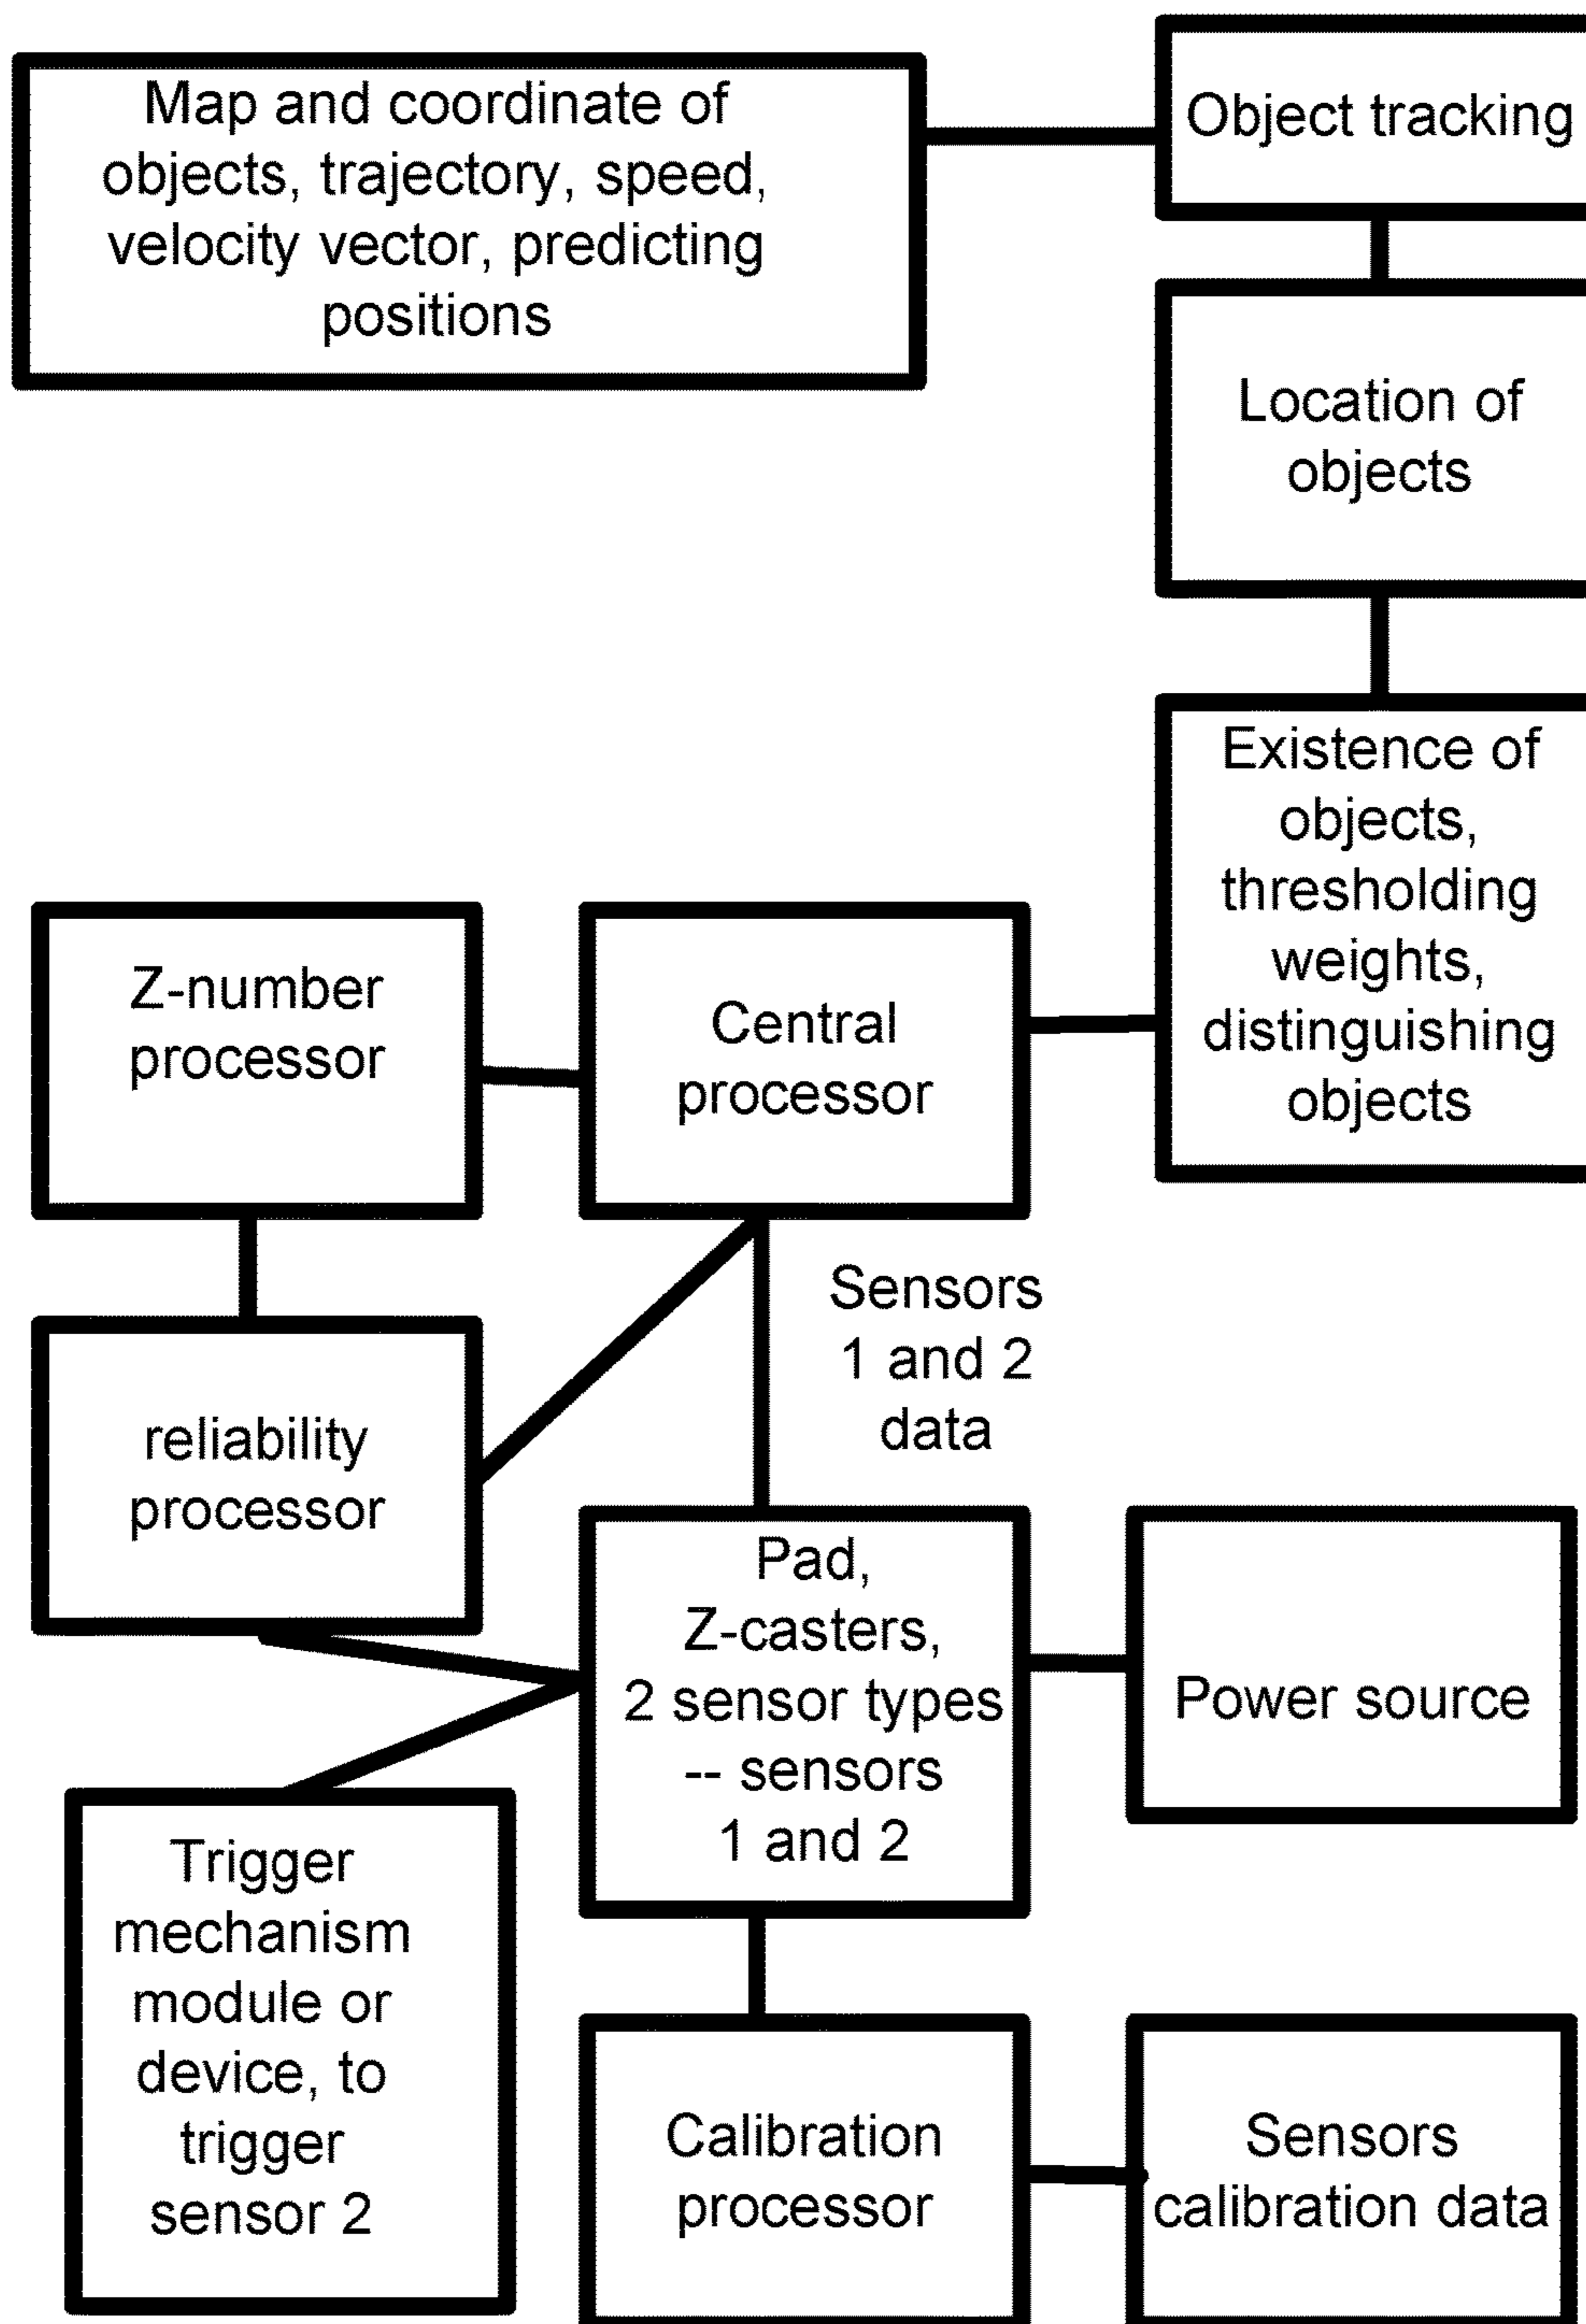 Map and coordinate of
objects, trajectory, speed,
velocity vector, predicting
positions
Object tracking
Location of
objects
Existence of
objects,
thresholding
weights,
distinguishing
objects
Z-number
processor
Central
processor
Sensors
1 and 2
data
reliability
processor
Pad,
Z-casters,
2 sensor types
-- sensors
1 and 2
Power source
Trigger
mechanism
module or
device, to
trigger
sensor 2
Calibration
processor
Sensors
calibration data